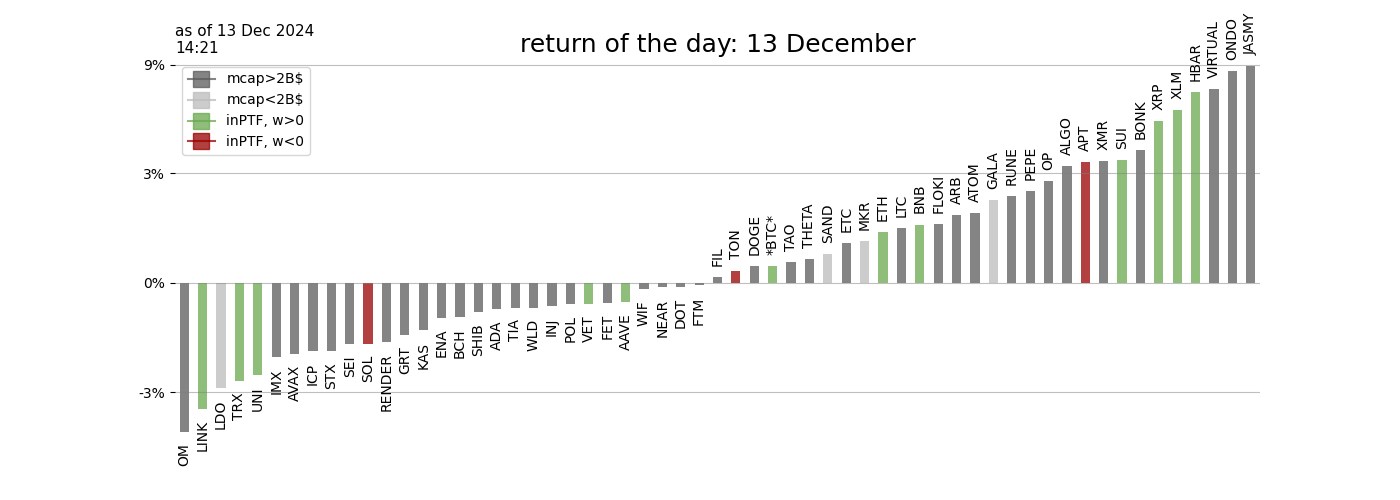 as of 13 Dec 2024
14:21
return of the day: 13 December
9%
3%
0%
-3%
mcap>2B$
mcap<2B$
inPTF, w>0
inPTF, w<0
OM
LINK
LDO
TRX
UNI
IMX
AVAX
ICP
STX
SEI
SOL
RENDER
GRT
KAS
ENA
BCH
SHIB
ADA
TIA
WLD
INJ
POL
VET
FET
AAVE
WIF
NEAR
DOT
FTM
FIL
TON
DOGE
*BTC*
TAO
THETA
SAND
ETC
MKR
ETH
LTC
BNB
FLOKI
ARB
ATOM
GALA
RUNE
PEPE
OP
ALGO
APT
XMR
SUI
BONK
XRP
XLM
HBAR
VIRTUAL
ONDO
JASMY